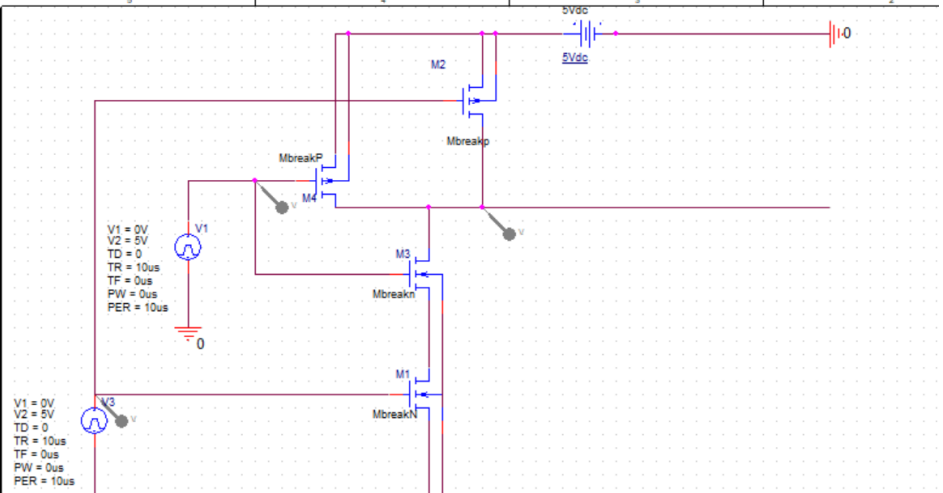 5Vdc
0
5Vdc
M2
Mbreakp
MbreakP
M4
V
V
V1
V1 = 0V
V2 = 5V
TD = 0
TR = 10us
TF = 0us
PW = 0us
PER = 10us
0
M3
Mbreakn
M1
MbreakN
V3
V
V1 = 0V
V2 = 5V
TD = 0
TR = 10us
TF = 0us
PW = 0us
PER = 10us